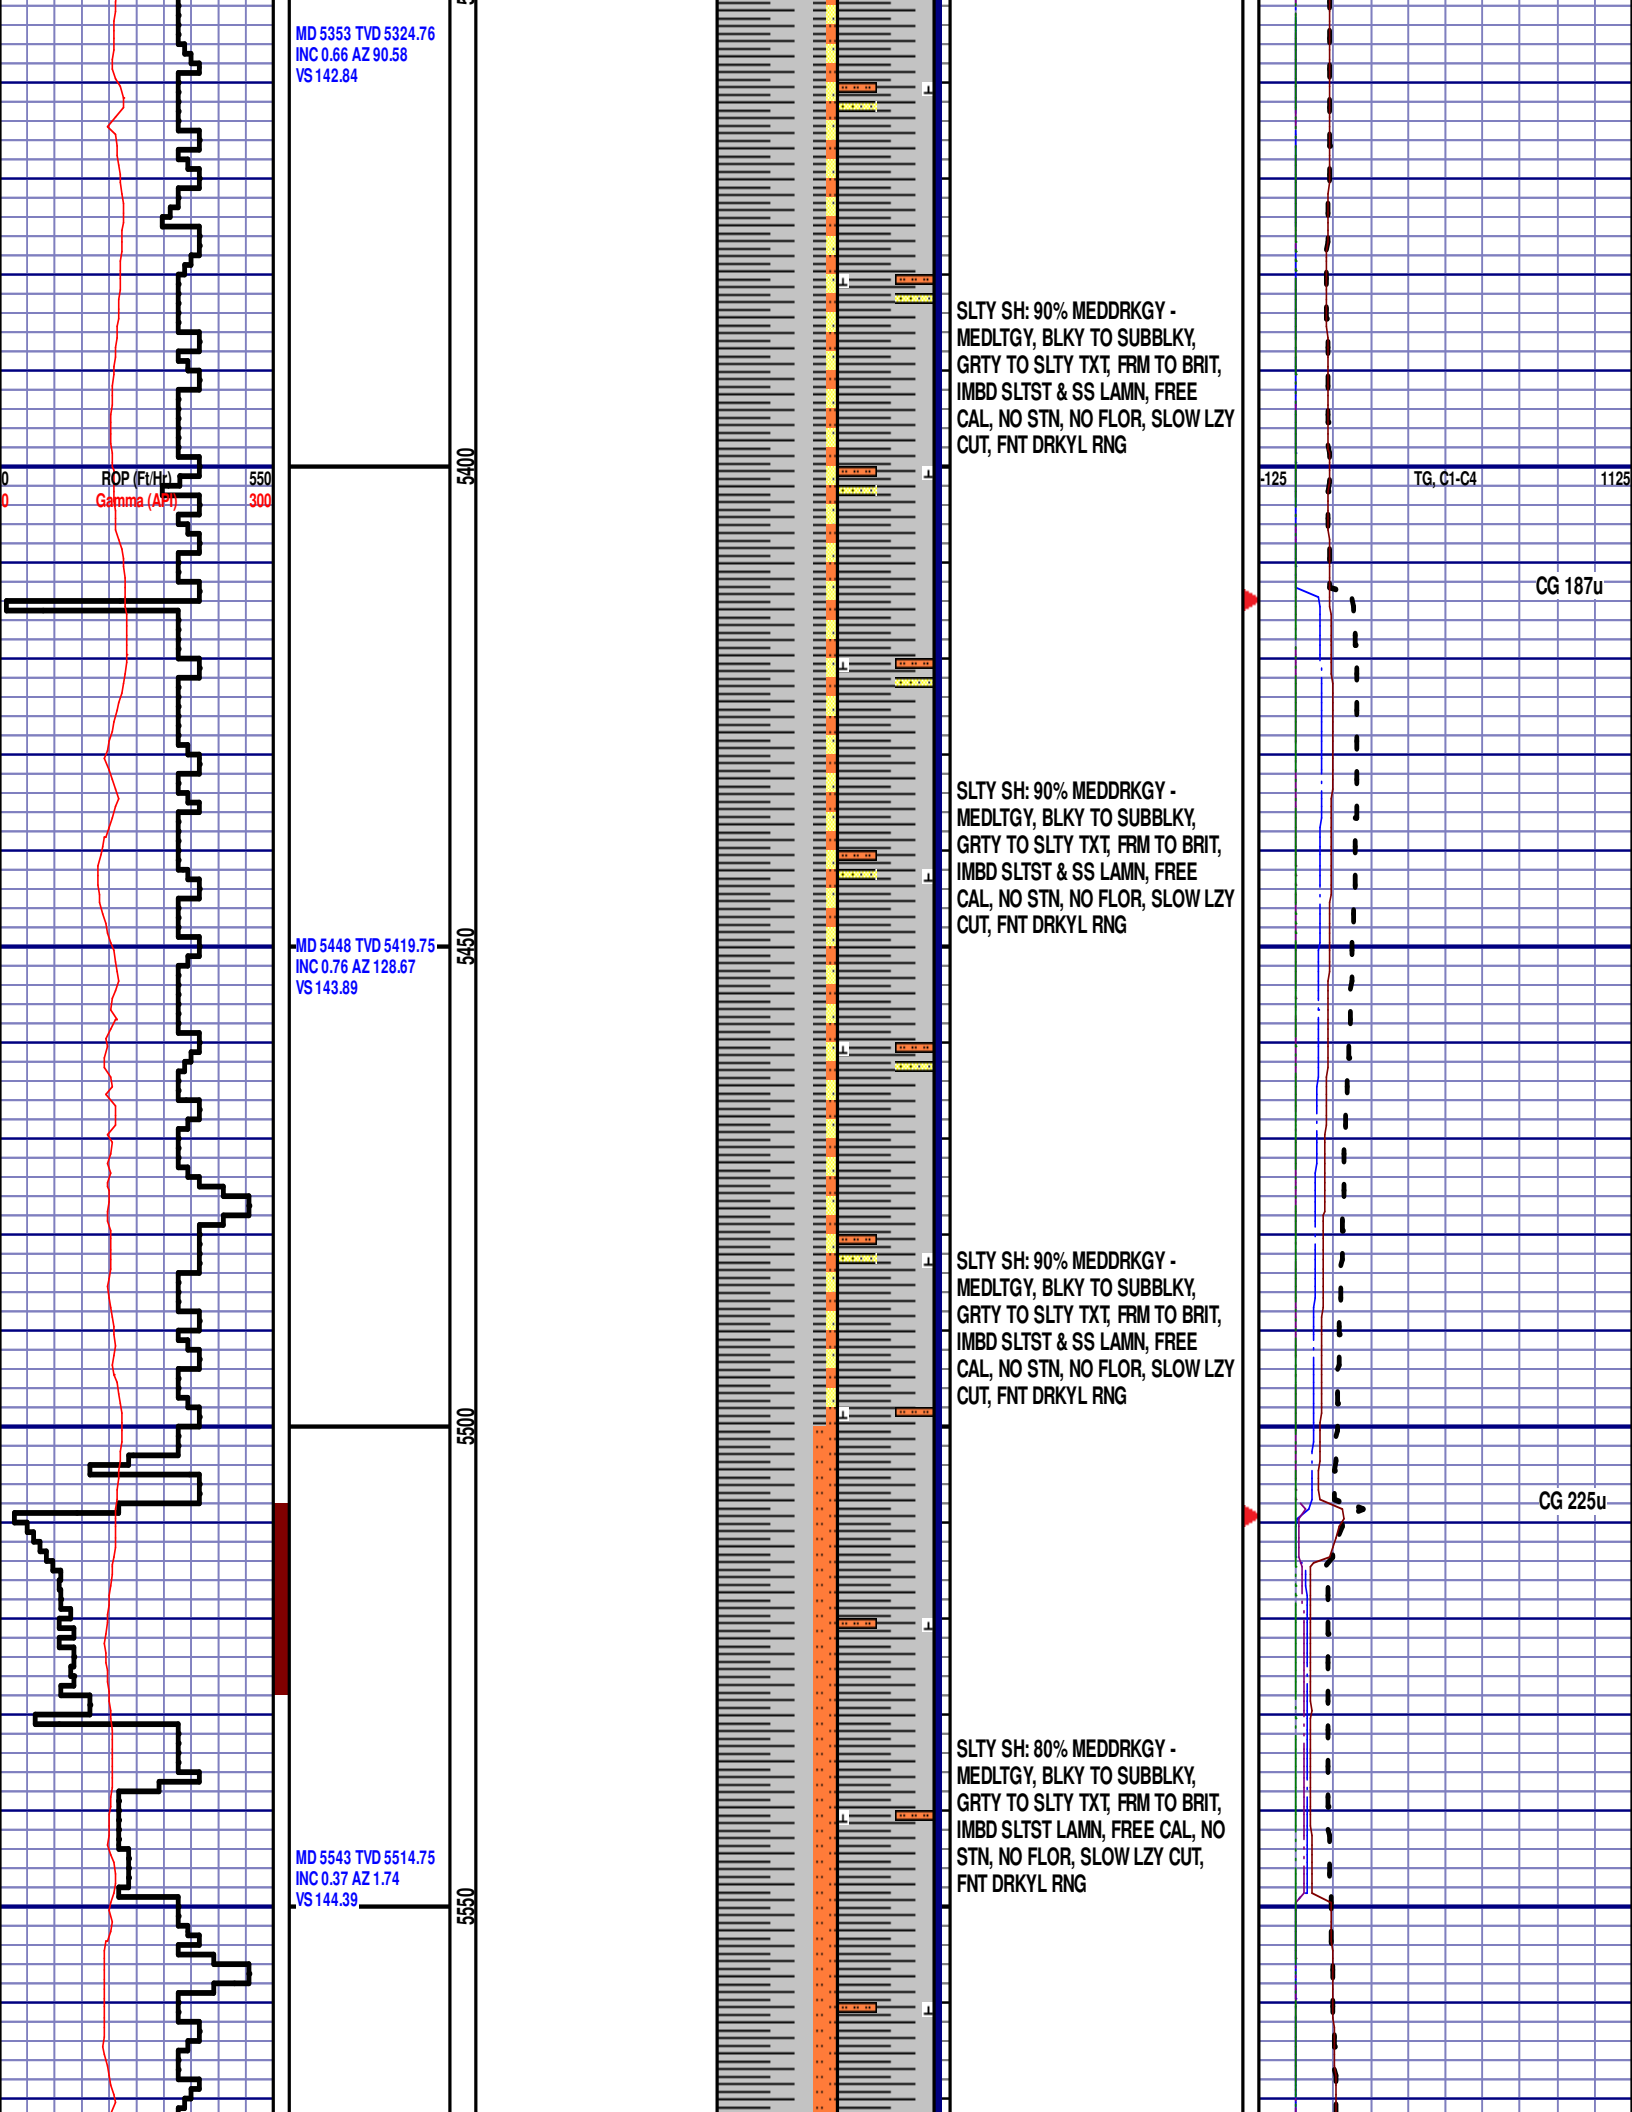 MD 5353 TVD 5324.76
INC 0.66 AZ 90.58
VS 142.84
SLTY SH: 90% MEDDRKGY -
MEDLTGY, BLKY TO SUBBLKY,
GRTY TO SLTY TXT, FRM TO BRIT,
IMBD SLTST & SS LAMN, FREE
CAL, NO STN, NO FLOR, SLOW LZY
CUT, FNT DRKYL RNG
5400
0 ROP (Ft/Hr) 550
0 Gamma (API) 300
-125 TG, C1-C4 1125
CG 187u
SLTY SH: 90% MEDDRKGY -
MEDLTGY, BLKY TO SUBBLKY,
GRTY TO SLTY TXT, FRM TO BRIT,
IMBD SLTST & SS LAMN, FREE
CAL, NO STN, NO FLOR, SLOW LZY
CUT, FNT DRKYL RNG
5450
MD 5448 TVD 5419.75
INC 0.76 AZ 128.67
VS 143.89
SLTY SH: 90% MEDDRKGY -
MEDLTGY, BLKY TO SUBBLKY,
GRTY TO SLTY TXT, FRM TO BRIT,
IMBD SLTST & SS LAMN, FREE
CAL, NO STN, NO FLOR, SLOW LZY
CUT, FNT DRKYL RNG
5500
CG 225u
SLTY SH: 80% MEDDRKGY -
MEDLTGY, BLKY TO SUBBLKY,
GRTY TO SLTY TXT, FRM TO BRIT,
IMBD SLTST LAMN, FREE CAL, NO
STN, NO FLOR, SLOW LZY CUT,
FNT DRKYL RNG
MD 5543 TVD 5514.75
INC 0.37 AZ 1.74
VS 144.39
5550